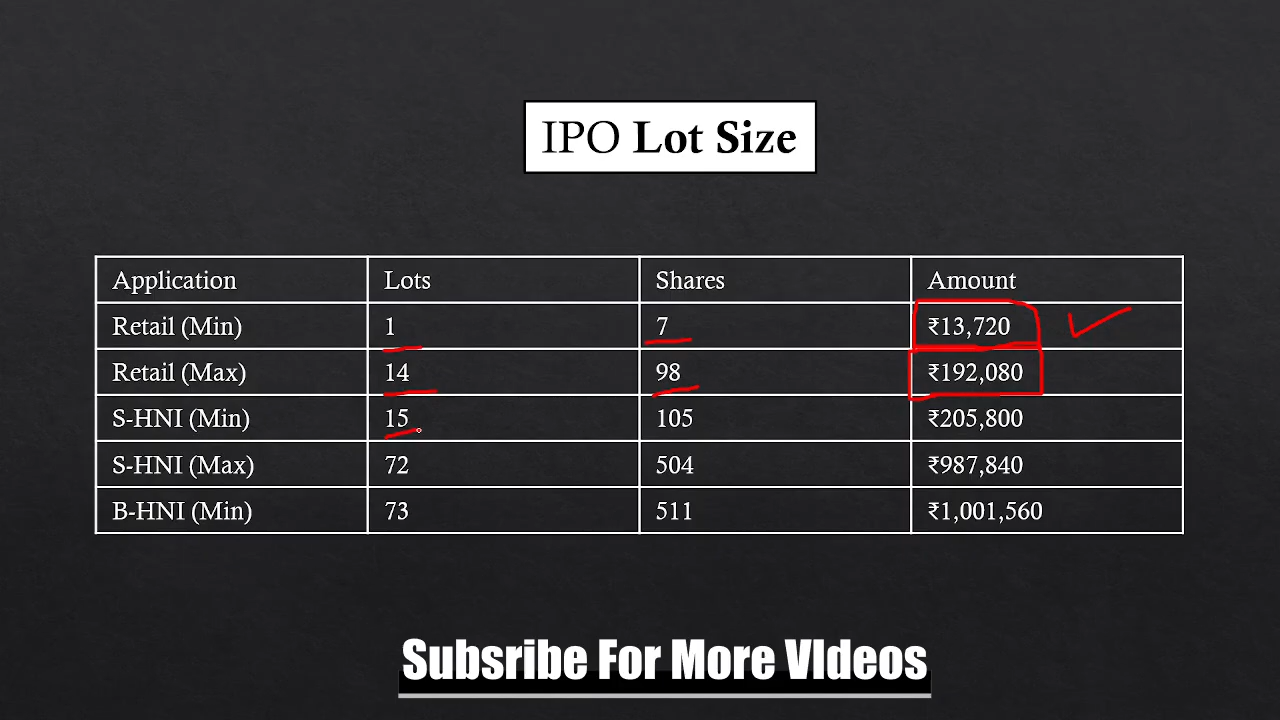 IPO Lot Size
Application Lots Shares Amount
Retail (Min) 1 7 ₹13,720
Retail (Max) 14 98 ₹192,080
S-HNI (Min) 15 105 ₹205,800
S-HNI (Max) 72 504 ₹987,840
B-HNI (Min) 73 511 ₹1,001,560
Subsribe For More VIdeos